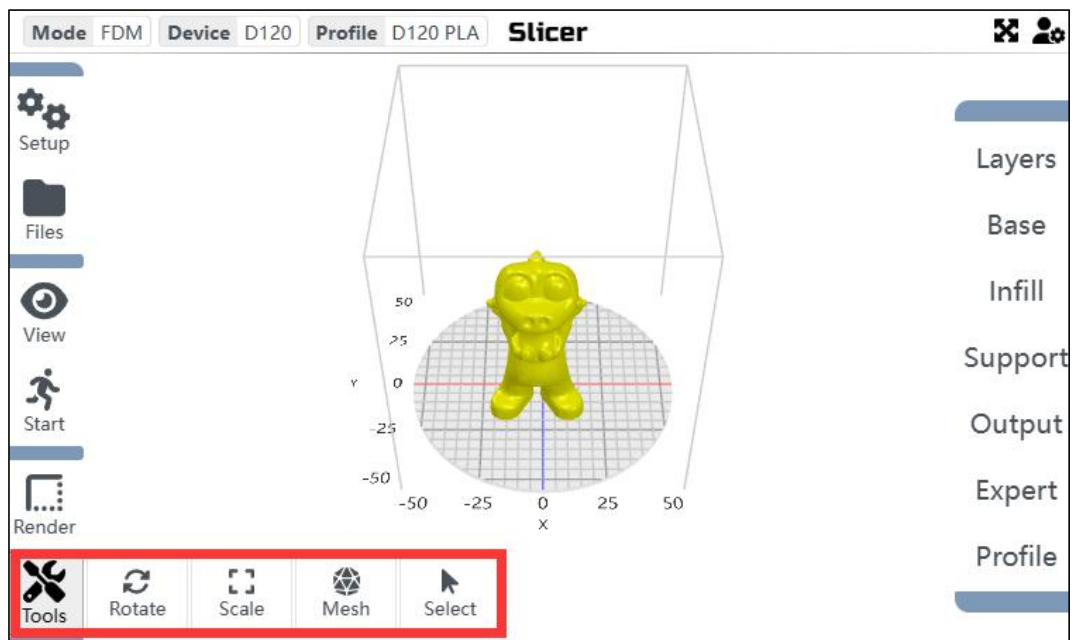 Mode FDM Device D120 Profile D120 PLA Slicer
Setup
Files
View
Start
Render
Tools Rotate Scale Mesh Select
50
25
Y 0
-25
-50
-50 -25 0 25 50
X
Layers
Base
Infill
Support
Output
Expert
Profile